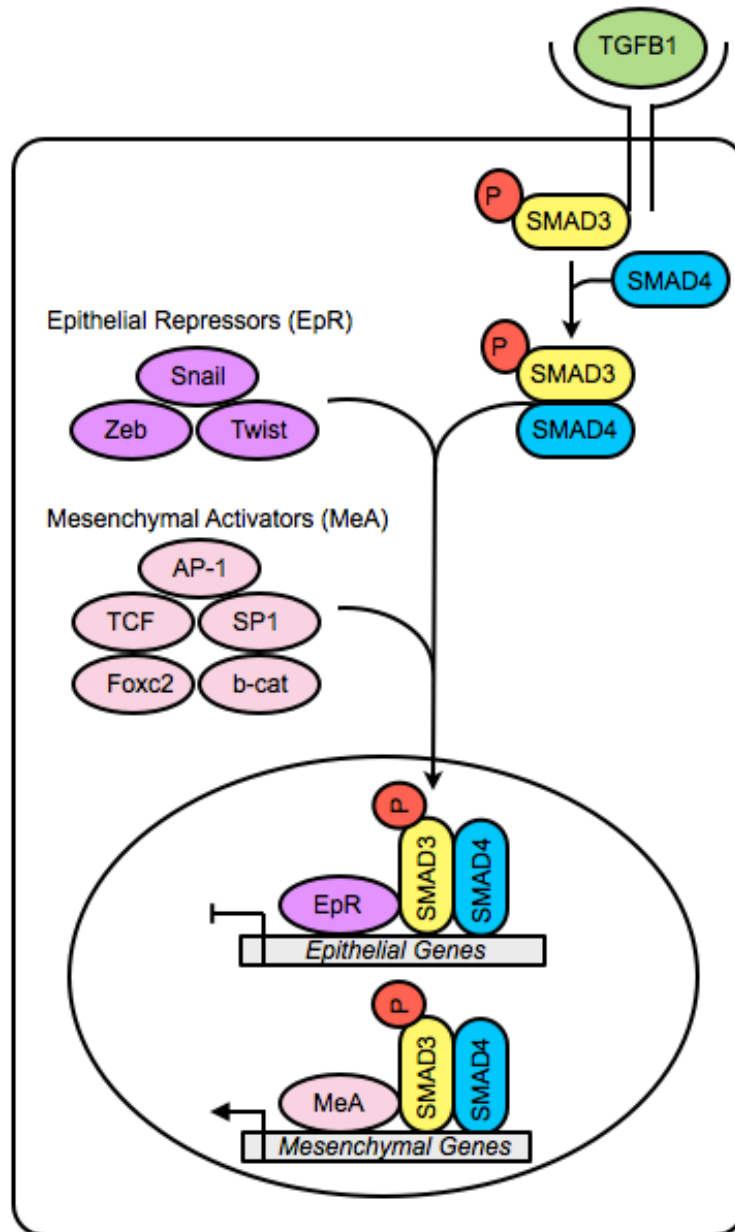 TGFB1
P
SMAD3
SMAD4
Epithelial Repressors (EpR)
P
SMAD3
Snail
SMAD4
Zeb
Twist
Mesenchymal Activators (MeA)
AP-1
TCF
SP1
Foxc2
b-cat
P
SMAD3
SMAD4
EpR
Epithelial Genes
P
SMAD3
SMAD4
MeA
Mesenchymal Genes